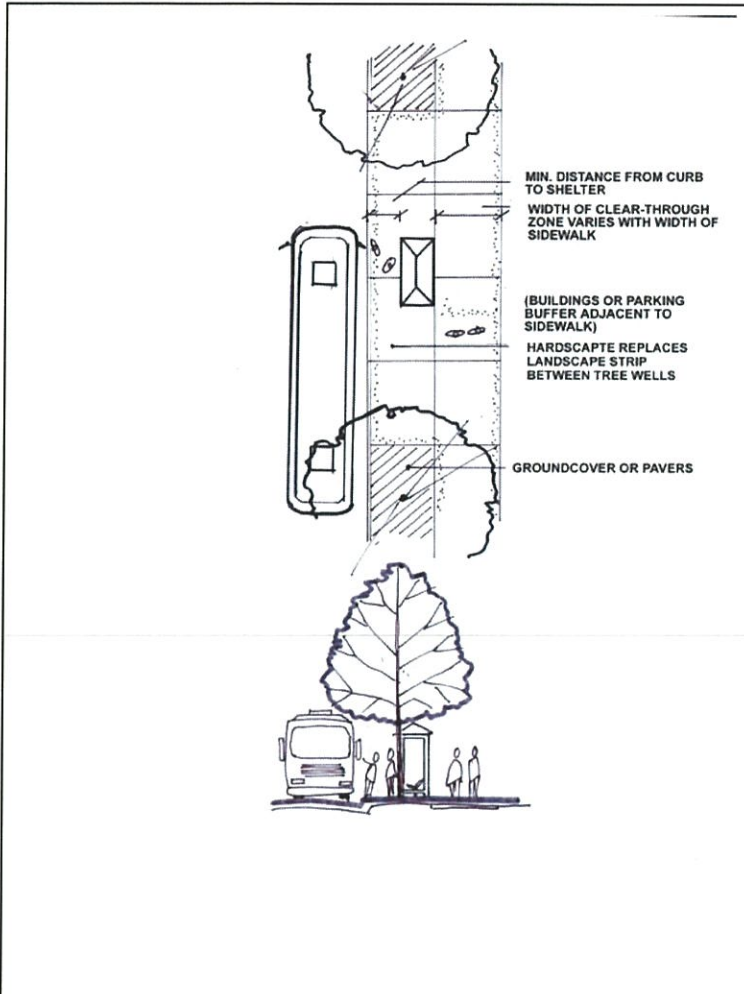 MIN. DISTANCE FROM CURB
TO SHELTER
WIDTH OF CLEAR-THROUGH
ZONE VARIES WITH WIDTH OF
SIDEWALK
(BUILDINGS OR PARKING
BUFFER ADJACENT TO
SIDEWALK)
HARDSCAPTE REPLACES
LANDSCAPE STRIP
BETWEEN TREE WELLS
GROUNDCOVER OR PAVERS